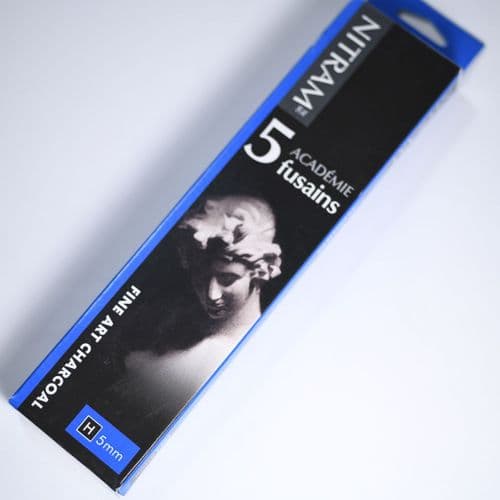 NITRAM
ACADÉMIE
5 fusains
FINE ART CHARCOAL
H 5mm